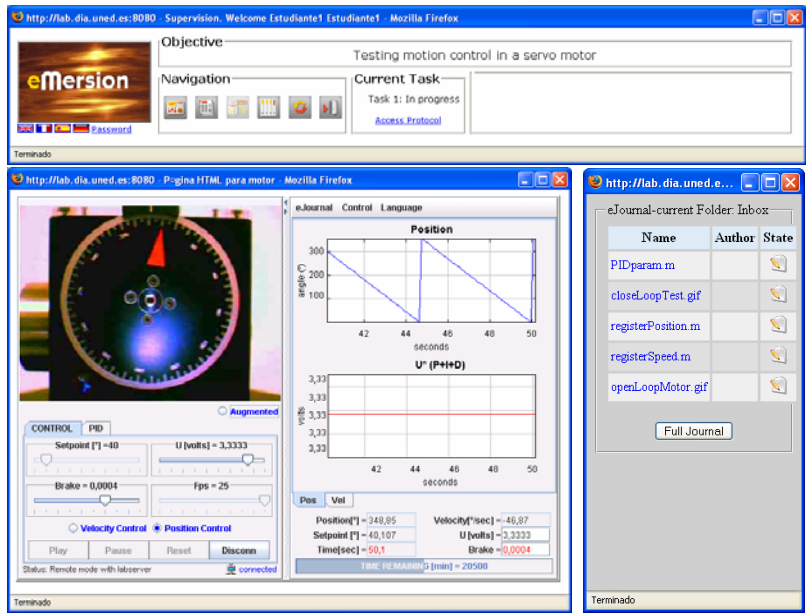 http://lab.dia.uned.es:8080 - Supervision. Welcome Estudiante1 Estudiante1 - Mozilla Firefox
eMersion
Password
Objective
Testing motion control in a servo motor
Navigation
Current Task
Task 1: In progress
Access Protocol
Terminado
http://lab.dia.uned.es:8080 - P=gina HTML para motor - Mozilla Firefox
Augmented
CONTROL PID
Setpoint [°] =40 U [volts] = 3,3333
Brake = 0,0004 Fps = 25
Velocity Control Position Control
Play Pause Reset Disconn
Status: Remote mode with labserver connected
eJournal Control Language
Position
300
200
100
angle (°)
42 44 46 48 50
seconds
U" (P+I+D)
3,33
3,33
3,33
3,33
3,33
volts
42 44 46 48 50
seconds
Pos Vel
Position[°] = 348,85 Velocity[°/sec] = -46,87
Setpoint [°] = 40,107 U [volts] = 3,3333
Time[sec] = 50,1 Brake = 0,0004
TIME REMAINING [min] = 20508
Terminado
http://lab.dia.uned.e...
eJournal-current Folder: Inbox
Name Author State
PIDparam.m
closeLoopTest.gif
registerPosition.m
registerSpeed.m
openLoopMotor.gif
Full Journal
Terminado